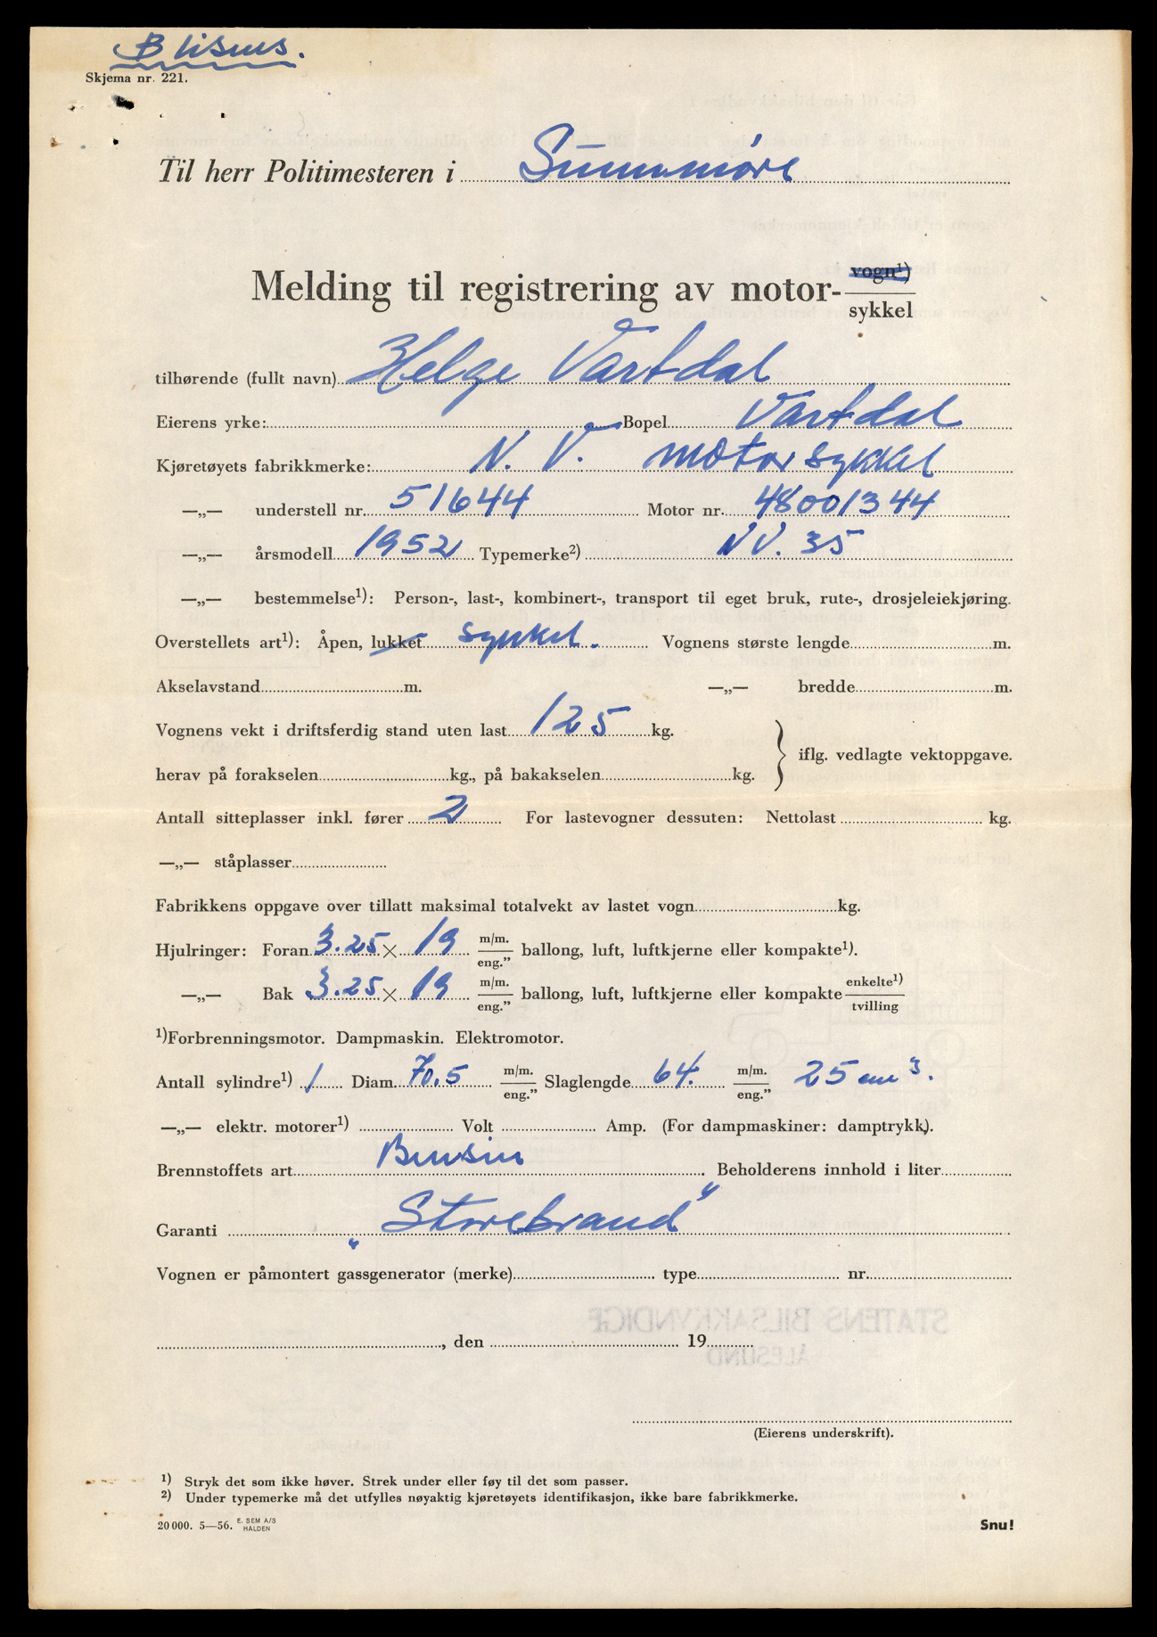 B lisens.
Skjema nr. 221.
Til herr Politimesteren i Sunnmøre
Melding til registrering av motor- vogn¹) sykkel
tilhørende (fullt navn) Helge Vartdal
Eierens yrke: Bopel Vartdal
Kjøretøyets fabrikkmerke: N. V. motorsykkel
—„— understell nr. 51644 Motor nr. 48001344
—„— årsmodell 1952 Typemerke²) NV. 35
—„— bestemmelse¹): Person-, last-, kombinert-, transport til eget bruk, rute-, drosjeleiekjøring.
Overstellets art¹): Åpen, lukket sykkel. Vognens største lengde m.
Akselavstand m. —„— bredde m.
Vognens vekt i driftsferdig stand uten last 125 kg.
iflg. vedlagte vektoppgave.
herav på forakselen kg., på bakakselen kg.
Antall sitteplasser inkl. fører 2 For lastevogner dessuten: Nettolast kg.
—„— ståplasser
Fabrikkens oppgave over tillatt maksimal totalvekt av lastet vogn kg.
Hjulringer: Foran 3.25 × 19 m/m. eng.” ballong, luft, luftkjerne eller kompakte¹).
—„— Bak 3.25 × 19 m/m. eng.” ballong, luft, luftkjerne eller kompakte enkelte¹) tvilling
¹)Forbrenningsmotor. Dampmaskin. Elektromotor.
Antall sylindre¹) 1 Diam. 70,5 m/m. eng.” Slaglengde 64. m/m. eng.” 25 cm³.
—„— elektr. motorer¹) Volt Amp. (For dampmaskiner: damptrykk).
Brennstoffets art Bensin Beholderens innhold i liter
Garanti „Storebrand”
Vognen er påmontert gassgenerator (merke) type nr.
STATENS BILSAKKYNDIGE
ÅLESUND
, den 19
(Eierens underskrift).
¹) Stryk det som ikke høver. Strek under eller føy til det som passer.
²) Under typemerke må det utfylles nøyaktig kjøretøyets identifikasjon, ikke bare fabrikkmerke.
20 000. 5—56. E. SEM A/S HALDEN
Snu!